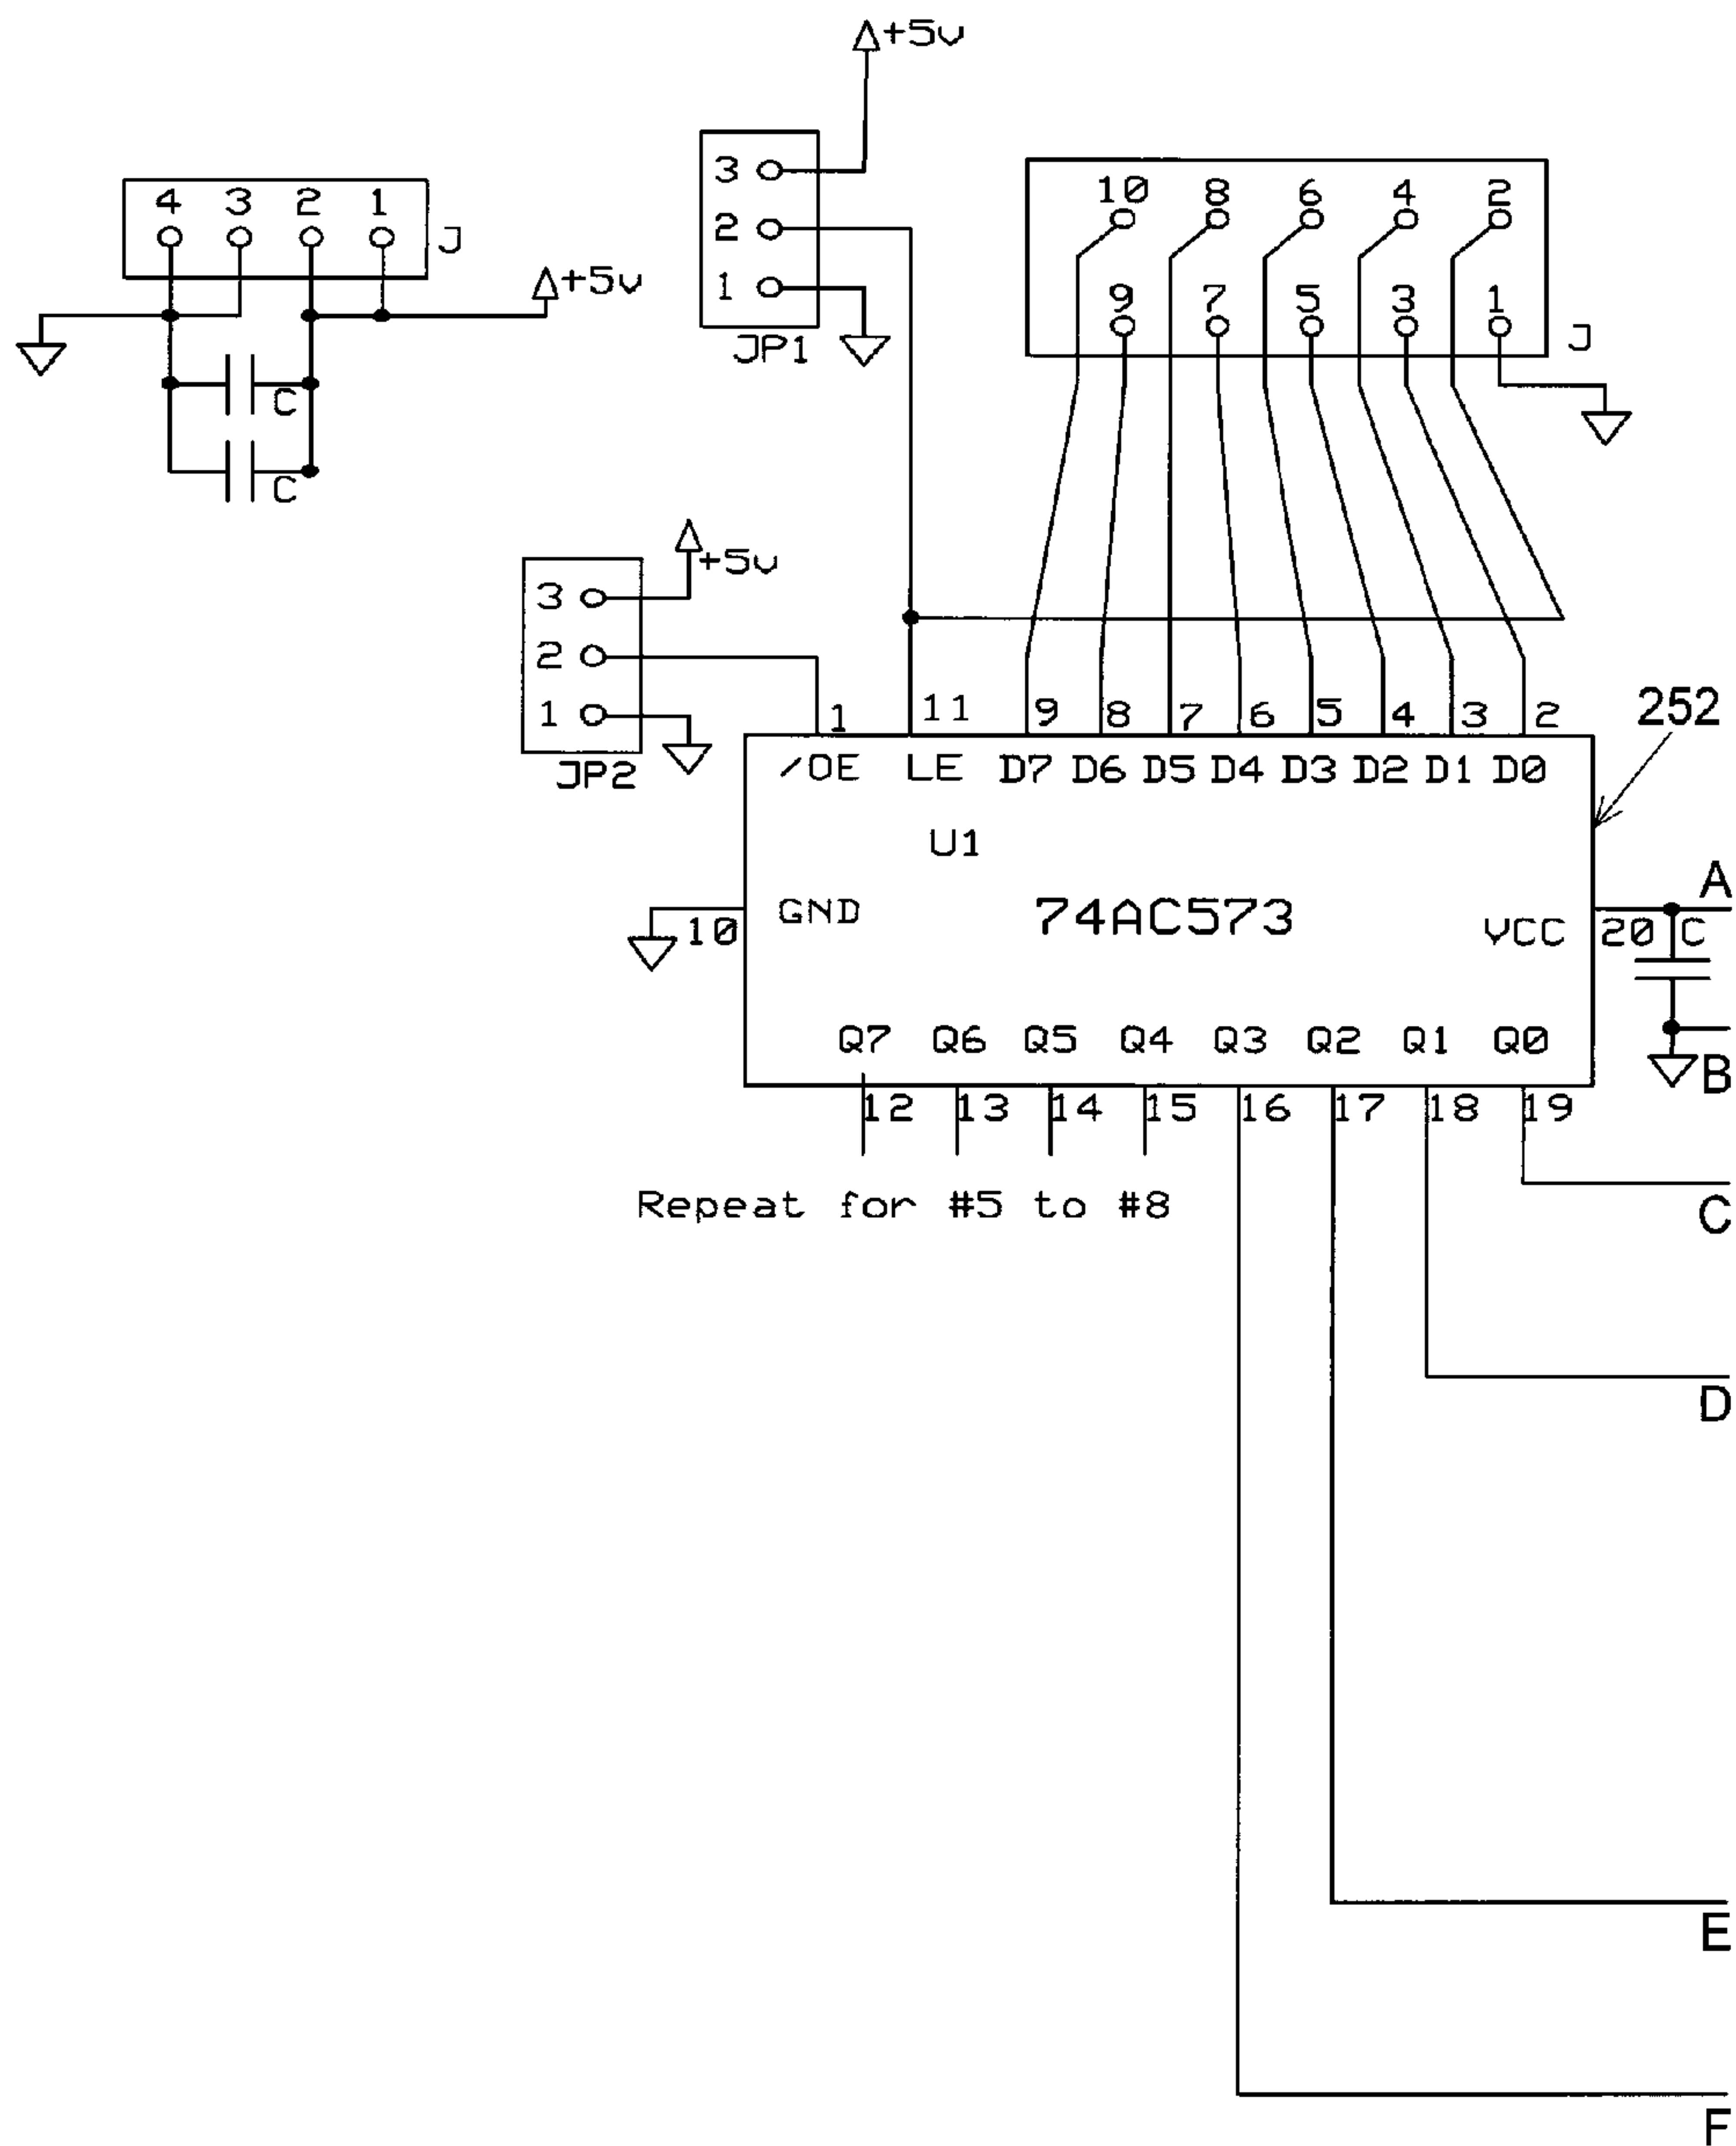 +5v
3
2
1
JP1
4 3 2 1
J
+5v
10 8 6 4 2
9 7 5 3 1
J
C
C
+5v
3
2
1
JP2
1 11 9 8 7 6 5 4 3 2
252
/OE LE D7 D6 D5 D4 D3 D2 D1 D0
U1
A
10 GND 74AC573 VCC 20 C
Q7 Q6 Q5 Q4 Q3 Q2 Q1 Q0
B
12 13 14 15 16 17 18 19
Repeat for #5 to #8
C
D
E
F